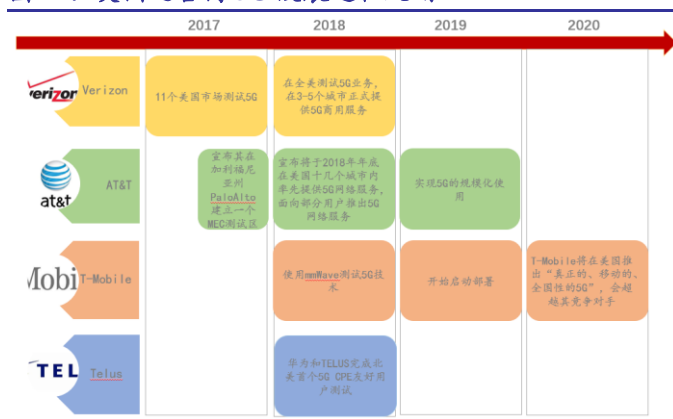 2017 2018 2019 2020
verizon
Verizon
11个美国市场测试5G
在全美测试5G业务,
在3-5个城市正式提
供5G商用服务
at&t
AT&T
宣布其在
加利福尼
亚州
PaloAlto
建立一个
MEC测试区
宣布将于2018年年底
在美国十几个城市内
率先提供5G网络服务,
面向部分用户推出5G
网络服务
实现5G的规模化使
用
Mobi
T-Mobile
使用mmWave测试5G技
术
开始启动部署
T-Mobile将在美国推
出“真正的、移动的、
全国性的5G”, 会超
越其竞争对手
TEL
Telus
华为和TELUS完成北
美首个5G CPE友好用
户测试